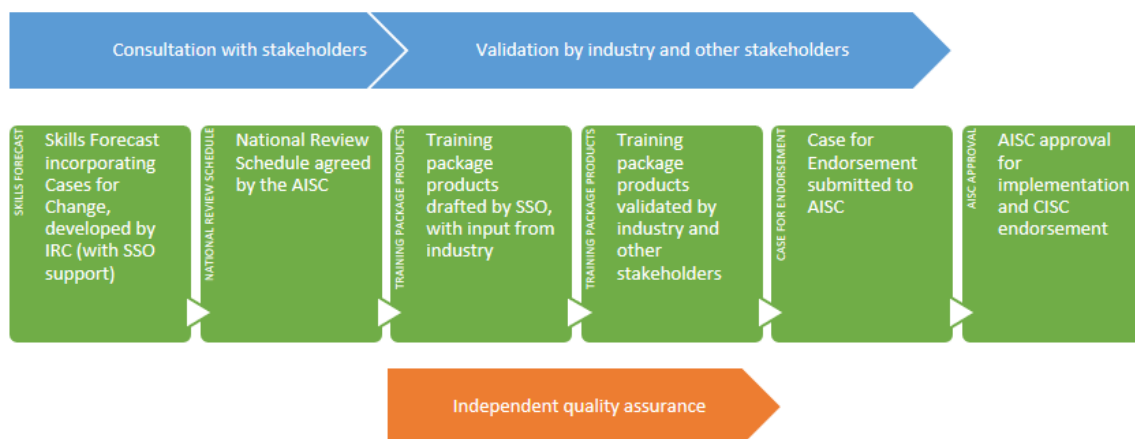 Consultation with stakeholders
Validation by industry and other stakeholders
SKILLS FORECAST
Skills Forecast
incorporating
Cases for
Change,
developed by
IRC (with SSO
support)
NATIONAL REVIEW SCHEDULE
National Review
Schedule agreed
by the AISC
TRAINING PACKAGE PRODUCTS
Training
package
products
drafted by SSO,
with input from
industry
TRAINING PACKAGE PRODUCTS
Training
package
products
validated by
industry and
other
stakeholders
CASE FOR ENDORSEMENT
Case for
Endorsement
submitted to
AISC
AISC APPROVAL
AISC approval
for
implementation
and CISC
endorsement
Independent quality assurance